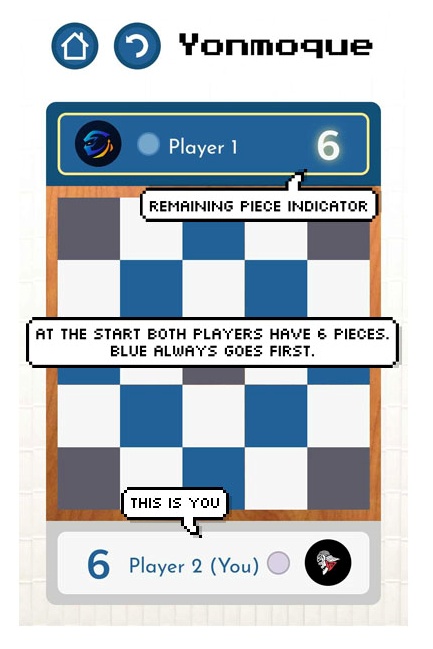 Yonmoque
Player 1
6
REMAINING PIECE INDICATOR
AT THE START BOTH PLAYERS HAVE 6 PIECES.
BLUE ALWAYS GOES FIRST.
THIS IS YOU
6 Player 2 (You)